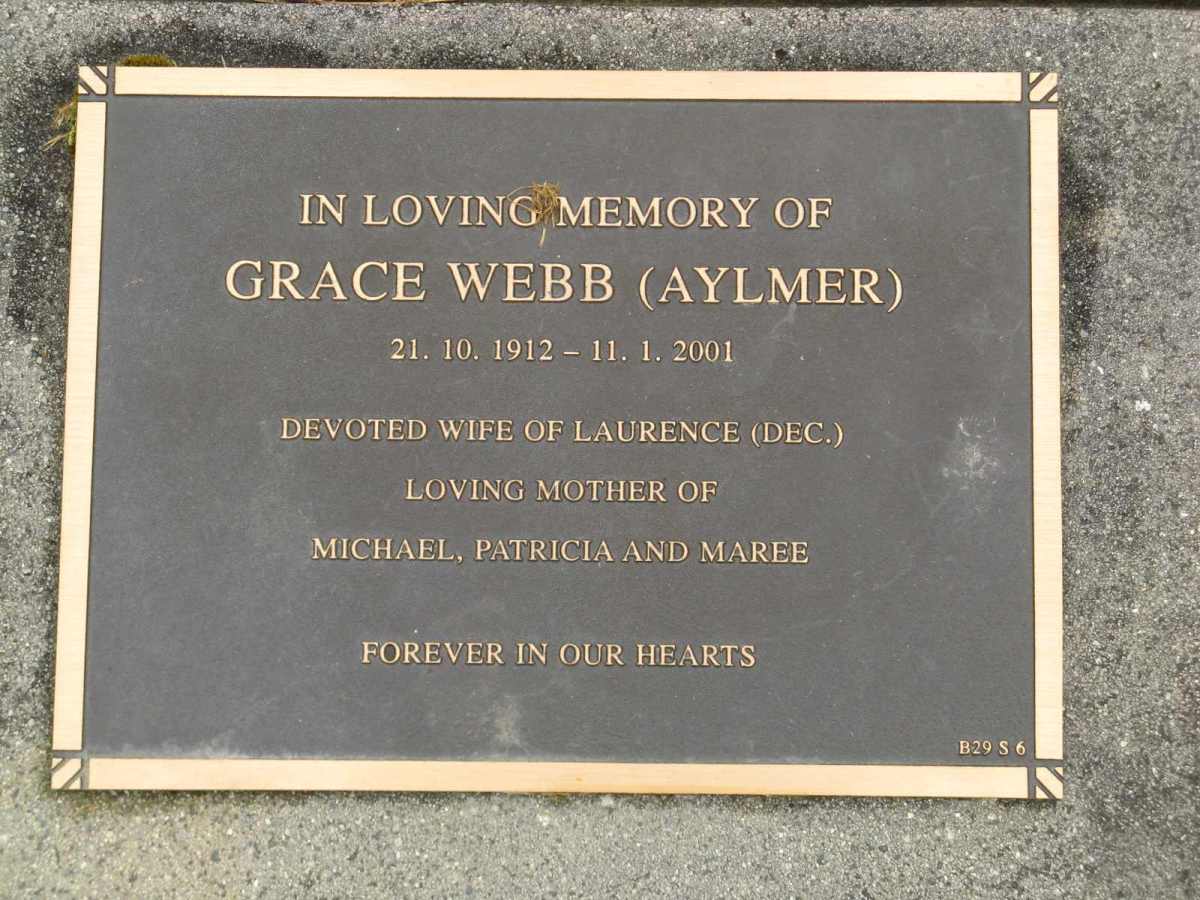 IN LOVING MEMORY OF
GRACE WEBB (AYLMER)
21. 10. 1912 – 11. 1. 2001
DEVOTED WIFE OF LAURENCE (DEC.)
LOVING MOTHER OF
MICHAEL, PATRICIA AND MAREE
FOREVER IN OUR HEARTS
B29 S 6